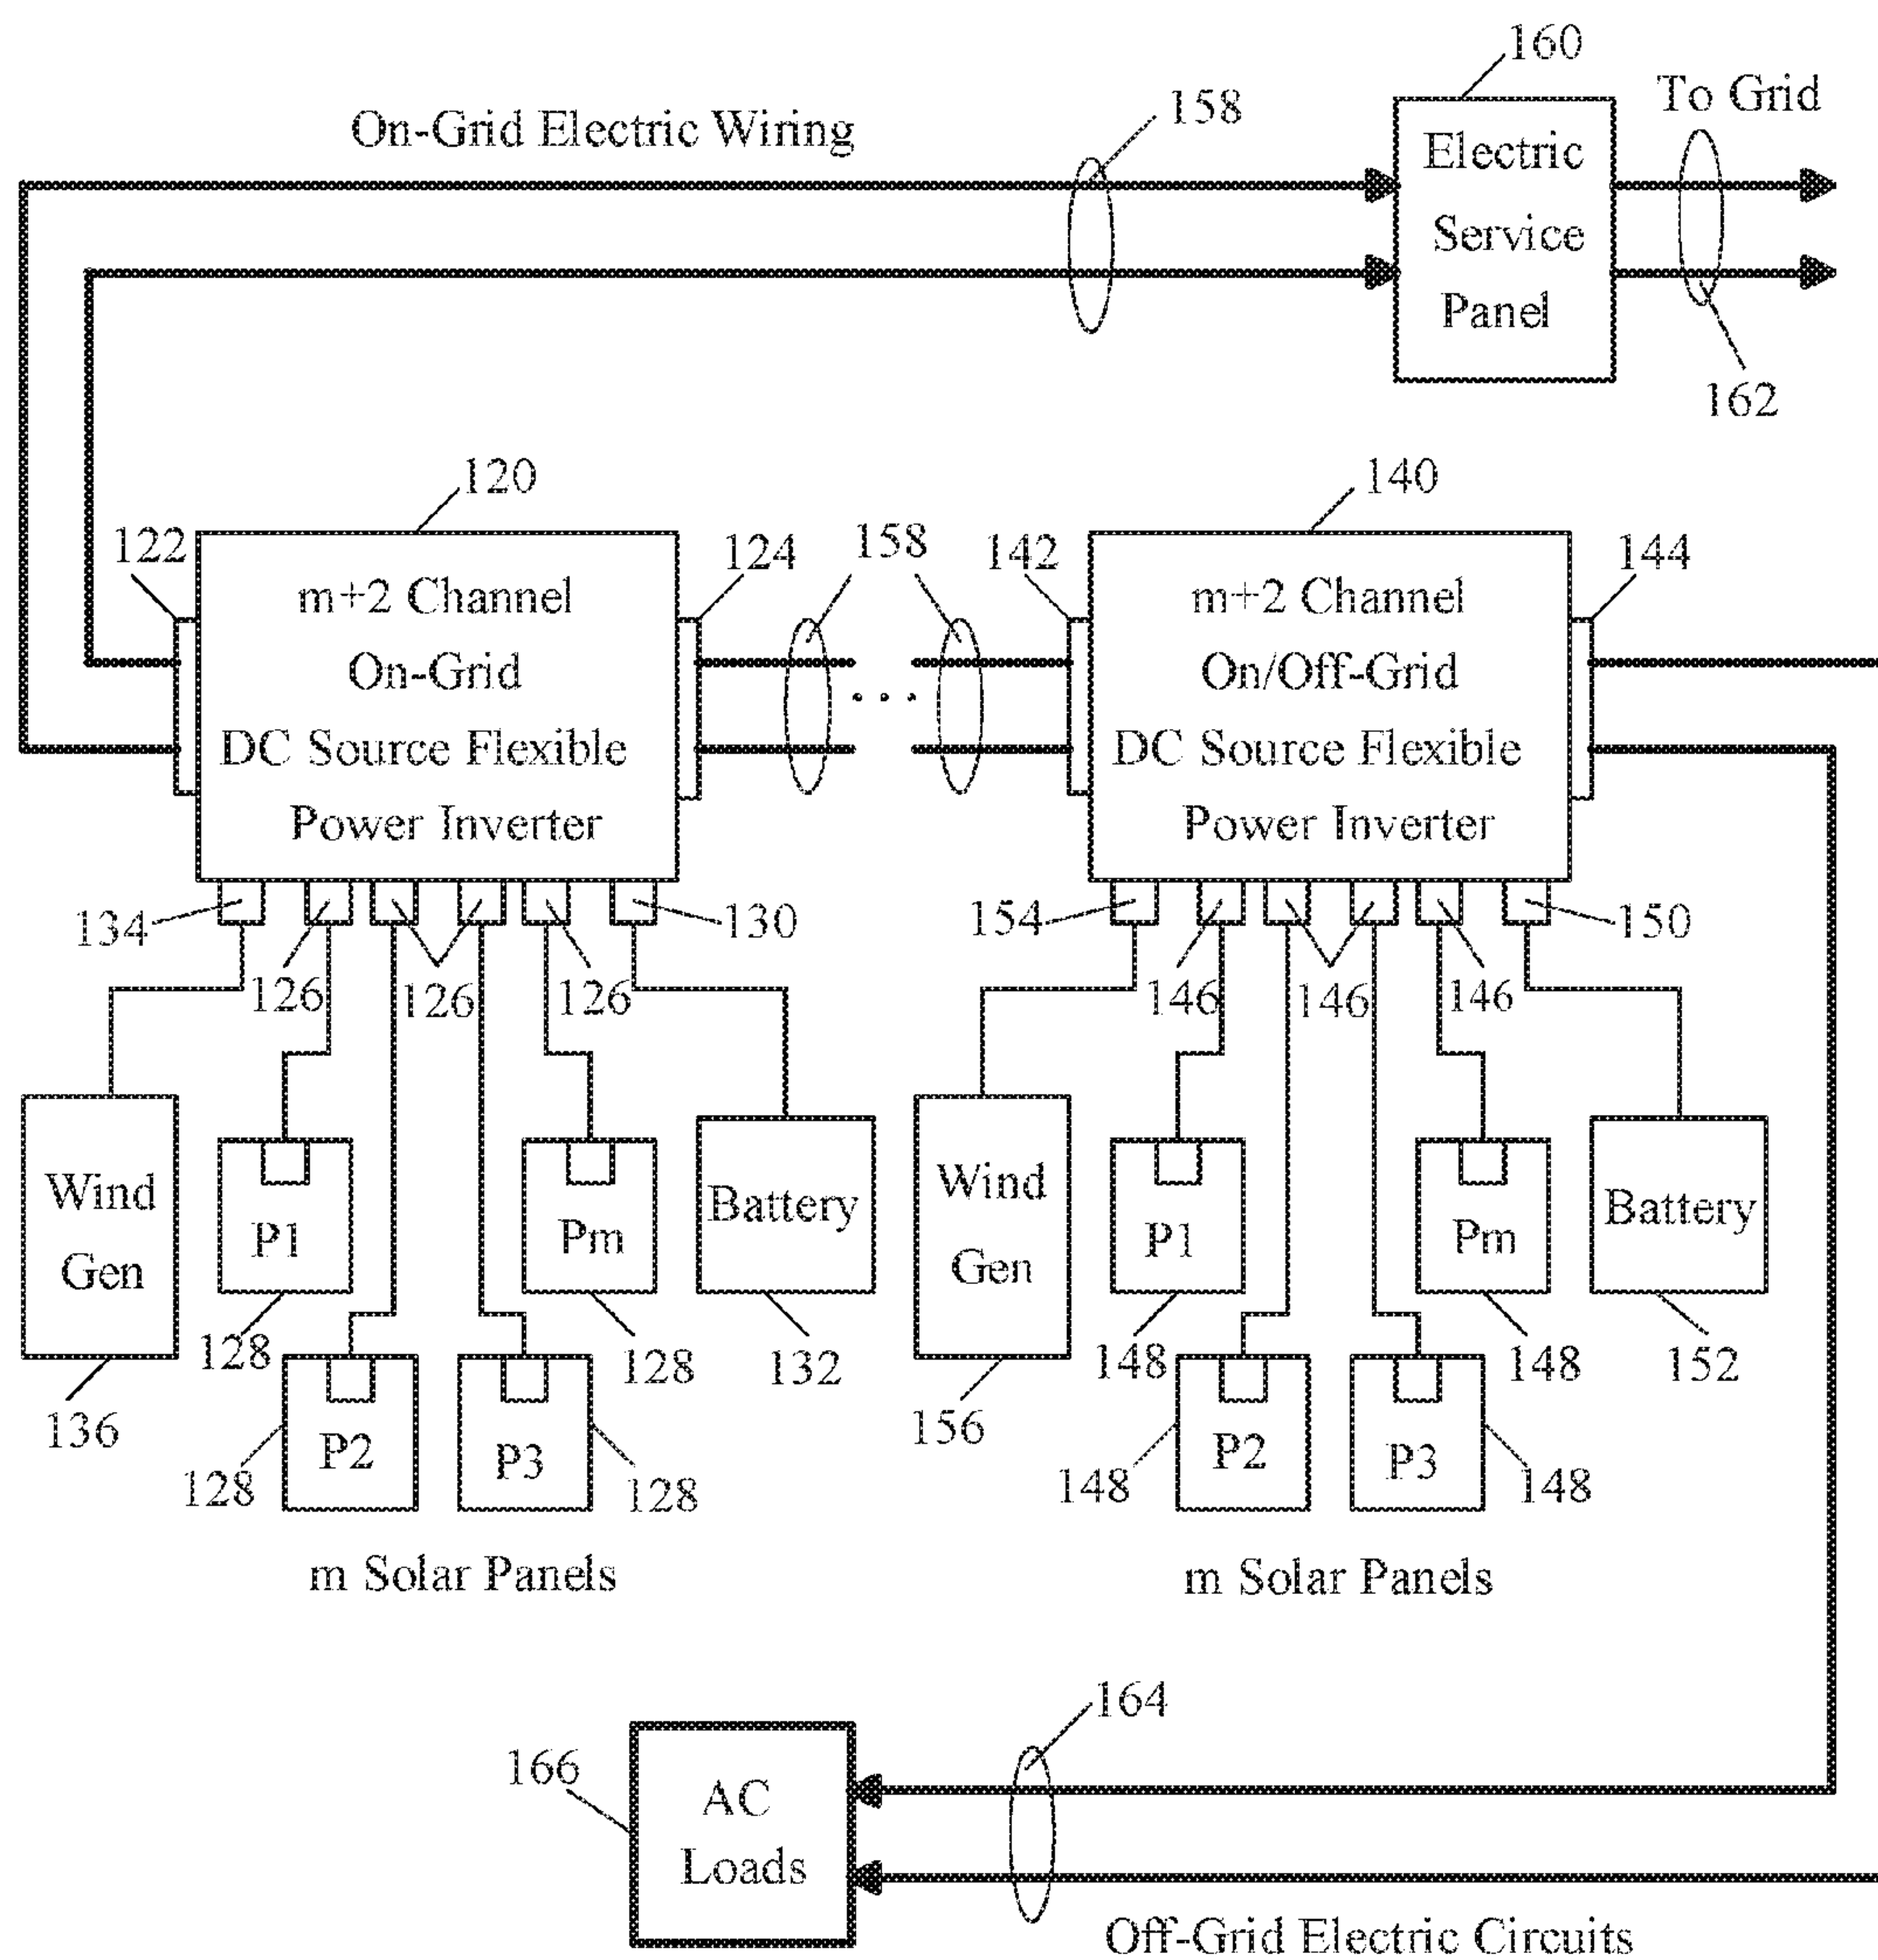 160
To Grid
On-Grid Electric Wiring
158
Electric
Service
Panel
162
120
140
122
124
158
142
144
m+2 Channel
On-Grid
DC Source Flexible
Power Inverter
m+2 Channel
On/Off-Grid
DC Source Flexible
Power Inverter
134
126
126
126
130
154
146
146
146
150
Wind
Gen
P1
Pm
Battery
Wind
Gen
P1
Pm
Battery
128
128
132
148
148
152
136
156
P2
P3
P2
P3
128
128
148
148
m Solar Panels
m Solar Panels
164
166
AC
Loads
Off-Grid Electric Circuits